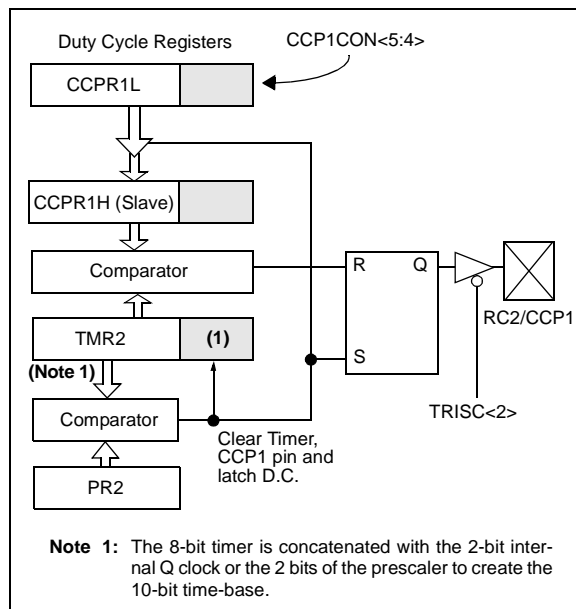 Duty Cycle Registers
CCP1CON<5:4>
CCPR1L
CCPR1H (Slave)
Comparator
R
Q
RC2/CCP1
TMR2
(1)
(Note 1)
S
TRISC<2>
Comparator
Clear Timer,
CCP1 pin and
latch D.C.
PR2
Note 1: The 8-bit timer is concatenated with the 2-bit inter-
nal Q clock or the 2 bits of the prescaler to create the
10-bit time-base.